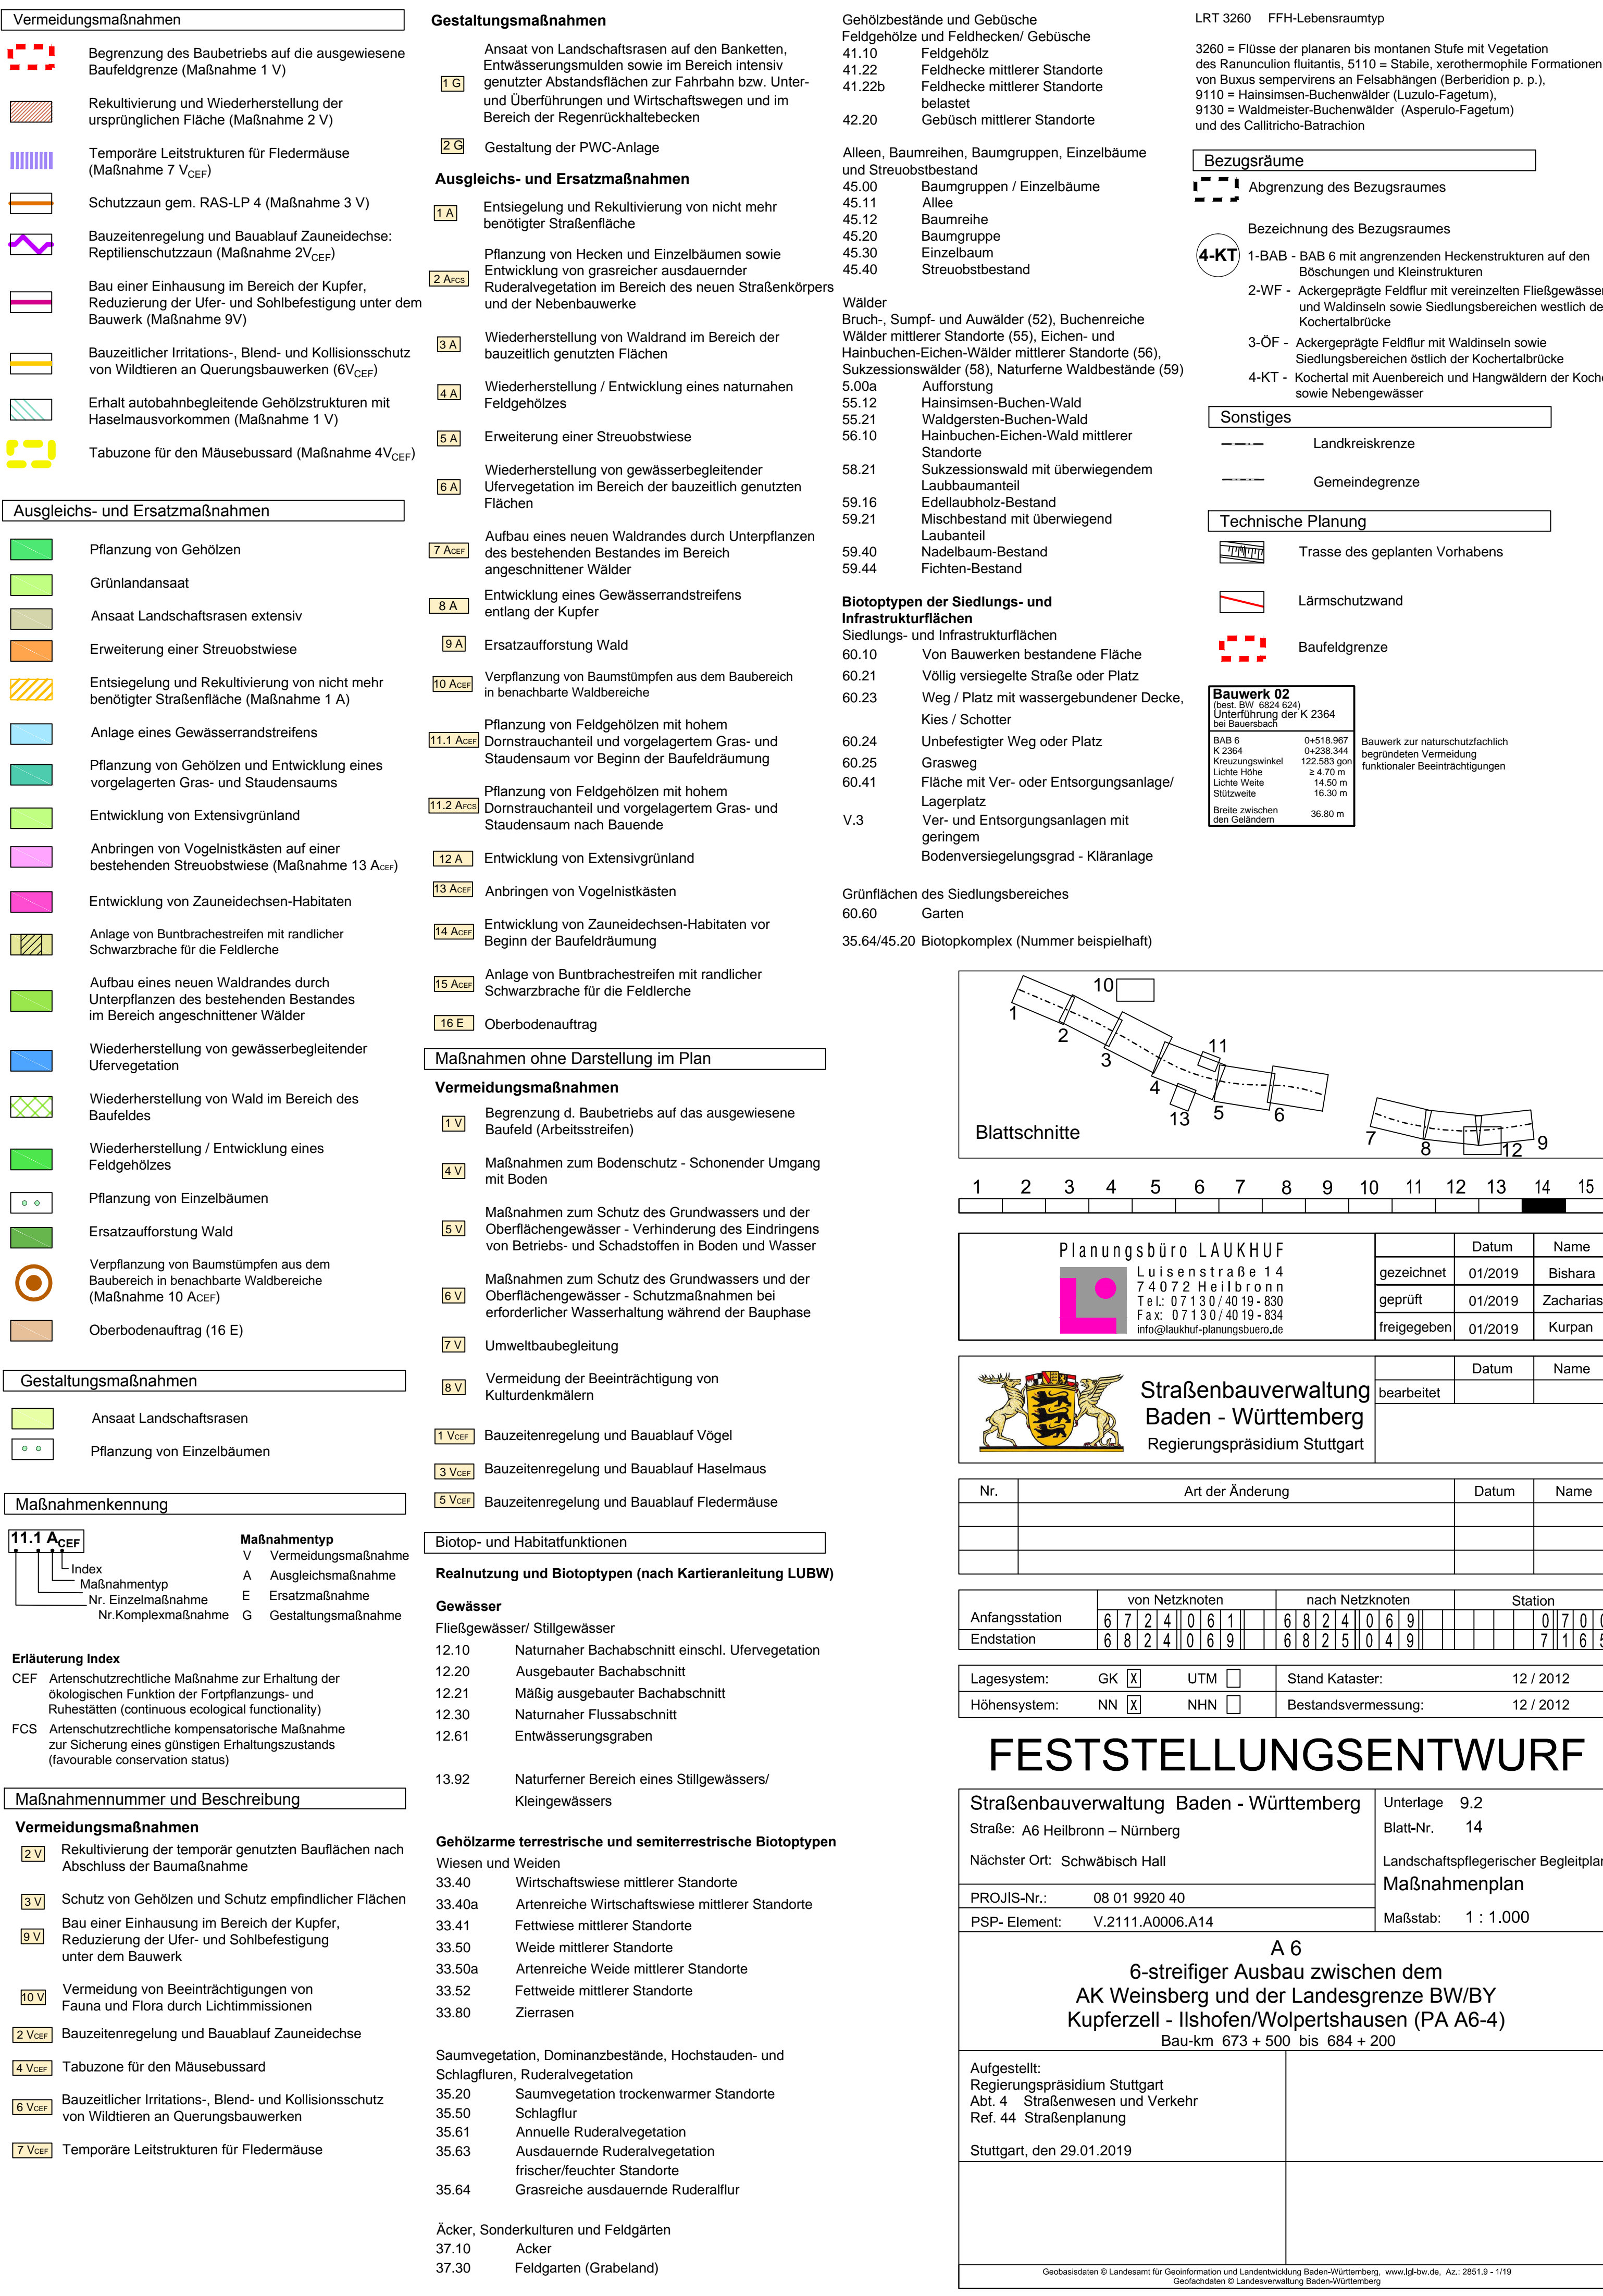 Vermeidungsmaßnahmen
Begrenzung des Baubetriebs auf die ausgewiesene
Baufeldgrenze (Maßnahme 1 V)
Rekultivierung und Wiederherstellung der
ursprünglichen Fläche (Maßnahme 2 V)
Temporäre Leitstrukturen für Fledermäuse
(Maßnahme 7 VCEF)
Schutzzaun gem. RAS-LP 4 (Maßnahme 3 V)
Bauzeitenregelung und Bauablauf Zauneidechse:
Reptilienschutzzaun (Maßnahme 2VCEF)
Bau einer Einhausung im Bereich der Kupfer,
Reduzierung der Ufer- und Sohlbefestigung unter dem
Bauwerk (Maßnahme 9V)
Bauzeitlicher Irritations-, Blend- und Kollisionsschutz
von Wildtieren an Querungsbauwerken (6VCEF)
Erhalt autobahnbegleitende Gehölzstrukturen mit
Haselmausvorkommen (Maßnahme 1 V)
Tabuzone für den Mäusebussard (Maßnahme 4VCEF)
Ausgleichs- und Ersatzmaßnahmen
Pflanzung von Gehölzen
Grünlandansaat
Ansaat Landschaftsrasen extensiv
Erweiterung einer Streuobstwiese
Entsiegelung und Rekultivierung von nicht mehr
benötigter Straßenfläche (Maßnahme 1 A)
Anlage eines Gewässerrandstreifens
Pflanzung von Gehölzen und Entwicklung eines
vorgelagerten Gras- und Staudensaums
Entwicklung von Extensivgrünland
Anbringen von Vogelnistkästen auf einer
bestehenden Streuobstwiese (Maßnahme 13 ACEF)
Entwicklung von Zauneidechsen-Habitaten
Anlage von Buntbrachestreifen mit randlicher
Schwarzbrache für die Feldlerche
Aufbau eines neuen Waldrandes durch
Unterpflanzen des bestehenden Bestandes
im Bereich angeschnittener Wälder
Wiederherstellung von gewässerbegleitender
Ufervegetation
Wiederherstellung von Wald im Bereich des
Baufeldes
Wiederherstellung / Entwicklung eines
Feldgehölzes
Pflanzung von Einzelbäumen
Ersatzaufforstung Wald
Verpflanzung von Baumstümpfen aus dem
Baubereich in benachbarte Waldbereiche
(Maßnahme 10 ACEF)
Oberbodenauftrag (16 E)
Gestaltungsmaßnahmen
Ansaat Landschaftsrasen
Pflanzung von Einzelbäumen
Maßnahmenkennung
11.1 ACEF
Index
Maßnahmentyp
Nr. Einzelmaßnahme
Nr.Komplexmaßnahme
Maßnahmentyp
V Vermeidungsmaßnahme
A Ausgleichsmaßnahme
E Ersatzmaßnahme
G Gestaltungsmaßnahme
Erläuterung Index
CEF Artenschutzrechtliche Maßnahme zur Erhaltung der
ökologischen Funktion der Fortpflanzungs- und
Ruhestätten (continuous ecological functionality)
FCS Artenschutzrechtliche kompensatorische Maßnahme
zur Sicherung eines günstigen Erhaltungszustands
(favourable conservation status)
Maßnahmennummer und Beschreibung
Vermeidungsmaßnahmen
2 V Rekultivierung der temporär genutzten Bauflächen nach
Abschluss der Baumaßnahme
3 V Schutz von Gehölzen und Schutz empfindlicher Flächen
9 V Bau einer Einhausung im Bereich der Kupfer,
Reduzierung der Ufer- und Sohlbefestigung
unter dem Bauwerk
10 V Vermeidung von Beeinträchtigungen von
Fauna und Flora durch Lichtimmissionen
2 VCEF Bauzeitenregelung und Bauablauf Zauneidechse
4 VCEF Tabuzone für den Mäusebussard
6 VCEF Bauzeitlicher Irritations-, Blend- und Kollisionsschutz
von Wildtieren an Querungsbauwerken
7 VCEF Temporäre Leitstrukturen für Fledermäuse
Gestaltungsmaßnahmen
1 G Ansaat von Landschaftsrasen auf den Banketten,
Entwässerungsmulden sowie im Bereich intensiv
genutzter Abstandsflächen zur Fahrbahn bzw. Unter-
und Überführungen und Wirtschaftswegen und im
Bereich der Regenrückhaltebecken
2 G Gestaltung der PWC-Anlage
Ausgleichs- und Ersatzmaßnahmen
1 A Entsiegelung und Rekultivierung von nicht mehr
benötigter Straßenfläche
2 AFCS Pflanzung von Hecken und Einzelbäumen sowie
Entwicklung von grasreicher ausdauernder
Ruderalvegetation im Bereich des neuen Straßenkörpers
und der Nebenbauwerke
3 A Wiederherstellung von Waldrand im Bereich der
bauzeitlich genutzten Flächen
4 A Wiederherstellung / Entwicklung eines naturnahen
Feldgehölzes
5 A Erweiterung einer Streuobstwiese
6 A Wiederherstellung von gewässerbegleitender
Ufervegetation im Bereich der bauzeitlich genutzten
Flächen
7 ACEF Aufbau eines neuen Waldrandes durch Unterpflanzen
des bestehenden Bestandes im Bereich
angeschnittener Wälder
8 A Entwicklung eines Gewässerrandstreifens
entlang der Kupfer
9 A Ersatzaufforstung Wald
10 ACEF Verpflanzung von Baumstümpfen aus dem Baubereich
in benachbarte Waldbereiche
11.1 ACEF Pflanzung von Feldgehölzen mit hohem
Dornstrauchanteil und vorgelagertem Gras- und
Staudensaum vor Beginn der Baufeldräumung
11.2 AFCS Pflanzung von Feldgehölzen mit hohem
Dornstrauchanteil und vorgelagertem Gras- und
Staudensaum nach Bauende
12 A Entwicklung von Extensivgrünland
13 ACEF Anbringen von Vogelnistkästen
14 ACEF Entwicklung von Zauneidechsen-Habitaten vor
Beginn der Baufeldräumung
15 ACEF Anlage von Buntbrachestreifen mit randlicher
Schwarzbrache für die Feldlerche
16 E Oberbodenauftrag
Maßnahmen ohne Darstellung im Plan
Vermeidungsmaßnahmen
1 V Begrenzung d. Baubetriebs auf das ausgewiesene
Baufeld (Arbeitsstreifen)
4 V Maßnahmen zum Bodenschutz - Schonender Umgang
mit Boden
5 V Maßnahmen zum Schutz des Grundwassers und der
Oberflächengewässer - Verhinderung des Eindringens
von Betriebs- und Schadstoffen in Boden und Wasser
6 V Maßnahmen zum Schutz des Grundwassers und der
Oberflächengewässer - Schutzmaßnahmen bei
erforderlicher Wasserhaltung während der Bauphase
7 V Umweltbaubegleitung
8 V Vermeidung der Beeinträchtigung von
Kulturdenkmälern
1 VCEF Bauzeitenregelung und Bauablauf Vögel
3 VCEF Bauzeitenregelung und Bauablauf Haselmaus
5 VCEF Bauzeitenregelung und Bauablauf Fledermäuse
Biotop- und Habitatfunktionen
Realnutzung und Biotoptypen (nach Kartieranleitung LUBW)
Gewässer
Fließgewässer/ Stillgewässer
12.10 Naturnaher Bachabschnitt einschl. Ufervegetation
12.20 Ausgebauter Bachabschnitt
12.21 Mäßig ausgebauter Bachabschnitt
12.30 Naturnaher Flussabschnitt
12.61 Entwässerungsgraben
13.92 Naturferner Bereich eines Stillgewässers/
Kleingewässers
Gehölzarme terrestrische und semiterrestrische Biotoptypen
Wiesen und Weiden
33.40 Wirtschaftswiese mittlerer Standorte
33.40a Artenreiche Wirtschaftswiese mittlerer Standorte
33.41 Fettwiese mittlerer Standorte
33.50 Weide mittlerer Standorte
33.50a Artenreiche Weide mittlerer Standorte
33.52 Fettweide mittlerer Standorte
33.80 Zierrasen
Saumvegetation, Dominanzbestände, Hochstauden- und
Schlagfluren, Ruderalvegetation
35.20 Saumvegetation trockenwarmer Standorte
35.50 Schlagflur
35.61 Annuelle Ruderalvegetation
35.63 Ausdauernde Ruderalvegetation
frischer/feuchter Standorte
35.64 Grasreiche ausdauernde Ruderalflur
Äcker, Sonderkulturen und Feldgärten
37.10 Acker
37.30 Feldgarten (Grabeland)
Gehölzbestände und Gebüsche
Feldgehölze und Feldhecken/ Gebüsche
41.10 Feldgehölz
41.22 Feldhecke mittlerer Standorte
41.22b Feldhecke mittlerer Standorte
belastet
42.20 Gebüsch mittlerer Standorte
Alleen, Baumreihen, Baumgruppen, Einzelbäume
und Streuobstbestand
45.00 Baumgruppen / Einzelbäume
45.11 Allee
45.12 Baumreihe
45.20 Baumgruppe
45.30 Einzelbaum
45.40 Streuobstbestand
Wälder
Bruch-, Sumpf- und Auwälder (52), Buchenreiche
Wälder mittlerer Standorte (55), Eichen- und
Hainbuchen-Eichen-Wälder mittlerer Standorte (56),
Sukzessionswälder (58), Naturferne Waldbestände (59)
5.00a Aufforstung
55.12 Hainsimsen-Buchen-Wald
55.21 Waldgersten-Buchen-Wald
56.10 Hainbuchen-Eichen-Wald mittlerer
Standorte
58.21 Sukzessionswald mit überwiegendem
Laubbaumanteil
59.16 Edellaubholz-Bestand
59.21 Mischbestand mit überwiegend
Laubanteil
59.40 Nadelbaum-Bestand
59.44 Fichten-Bestand
Biotoptypen der Siedlungs- und
Infrastrukturflächen
Siedlungs- und Infrastrukturflächen
60.10 Von Bauwerken bestandene Fläche
60.21 Völlig versiegelte Straße oder Platz
60.23 Weg / Platz mit wassergebundener Decke,
Kies / Schotter
60.24 Unbefestigter Weg oder Platz
60.25 Grasweg
60.41 Fläche mit Ver- oder Entsorgungsanlage/
Lagerplatz
V.3 Ver- und Entsorgungsanlagen mit
geringem
Bodenversiegelungsgrad - Kläranlage
Grünflächen des Siedlungsbereiches
60.60 Garten
35.64/45.20 Biotopkomplex (Nummer beispielhaft)
LRT 3260 FFH-Lebensraumtyp
3260 = Flüsse der planaren bis montanen Stufe mit Vegetation
des Ranunculion fluitantis, 5110 = Stabile, xerothermophile Formationen
von Buxus sempervirens an Felsabhängen (Berberidion p. p.),
9110 = Hainsimsen-Buchenwälder (Luzulo-Fagetum),
9130 = Waldmeister-Buchenwälder (Asperulo-Fagetum)
und des Callitricho-Batrachion
Bezugsräume
Abgrenzung des Bezugsraumes
Bezeichnung des Bezugsraumes
4-KT
1-BAB - BAB 6 mit angrenzenden Heckenstrukturen auf den
Böschungen und Kleinstrukturen
2-WF - Ackergeprägte Feldflur mit vereinzelten Fließgewässer
und Waldinseln sowie Siedlungsbereichen westlich de
Kochertalbrücke
3-ÖF - Ackergeprägte Feldflur mit Waldinseln sowie
Siedlungsbereichen östlich der Kochertalbrücke
4-KT - Kochertal mit Auenbereich und Hangwäldern der Koche
sowie Nebengewässer
Sonstiges
Landkreiskrenze
Gemeindegrenze
Technische Planung
Trasse des geplanten Vorhabens
Lärmschutzwand
Baufeldgrenze
Bauwerk 02
(best. BW 6824 624)
Unterführung der K 2364
bei Bauersbach
BAB 6 0+518.967
K 2364 0+238.344
Kreuzungswinkel 122.583 gon
Lichte Höhe ≥ 4.70 m
Lichte Weite 14.50 m
Stützweite 16.30 m
Breite zwischen
den Geländern 36.80 m
Bauwerk zur naturschutzfachlich
begründeten Vermeidung
funktionaler Beeinträchtigungen
10
1
2
3
11
4
13
5
6
7
8
12
9
Blattschnitte
1 2 3 4 5 6 7 8 9 10 11 12 13 14 15
Planungsbüro LAUKHUF
Luisenstraße 14
74072 Heilbronn
Tel.: 07130/4019-830
Fax: 07130/4019-834
info@laukhuf-planungsbuero.de
Datum Name
gezeichnet 01/2019 Bishara
geprüft 01/2019 Zacharias
freigegeben 01/2019 Kurpan
Straßenbauverwaltung
Baden - Württemberg
Regierungspräsidium Stuttgart
Datum Name
bearbeitet
Nr. Art der Änderung Datum Name
von Netzknoten nach Netzknoten Station
Anfangsstation 6724 061 6824 069 0 70 0
Endstation 6824 069 6825 049 7 16 5
Lagesystem: GK X UTM Stand Kataster: 12 / 2012
Höhensystem: NN X NHN Bestandsvermessung: 12 / 2012
FESTSTELLUNGSENTWURF
Straßenbauverwaltung Baden - Württemberg
Straße: A6 Heilbronn – Nürnberg
Nächster Ort: Schwäbisch Hall
PROJIS-Nr.: 08 01 9920 40
PSP- Element: V.2111.A0006.A14
Unterlage 9.2
Blatt-Nr. 14
Landschaftspflegerischer Begleitplan
Maßnahmenplan
Maßstab: 1 : 1.000
A 6
6-streifiger Ausbau zwischen dem
AK Weinsberg und der Landesgrenze BW/BY
Kupferzell - Ilshofen/Wolpertshausen (PA A6-4)
Bau-km 673 + 500 bis 684 + 200
Aufgestellt:
Regierungspräsidium Stuttgart
Abt. 4 Straßenwesen und Verkehr
Ref. 44 Straßenplanung
Stuttgart, den 29.01.2019
Geobasisdaten © Landesamt für Geoinformation und Landentwicklung Baden-Württemberg, www.lgl-bw.de, Az.: 2851.9 - 1/19
Geofachdaten © Landesverwaltung Baden-Württemberg